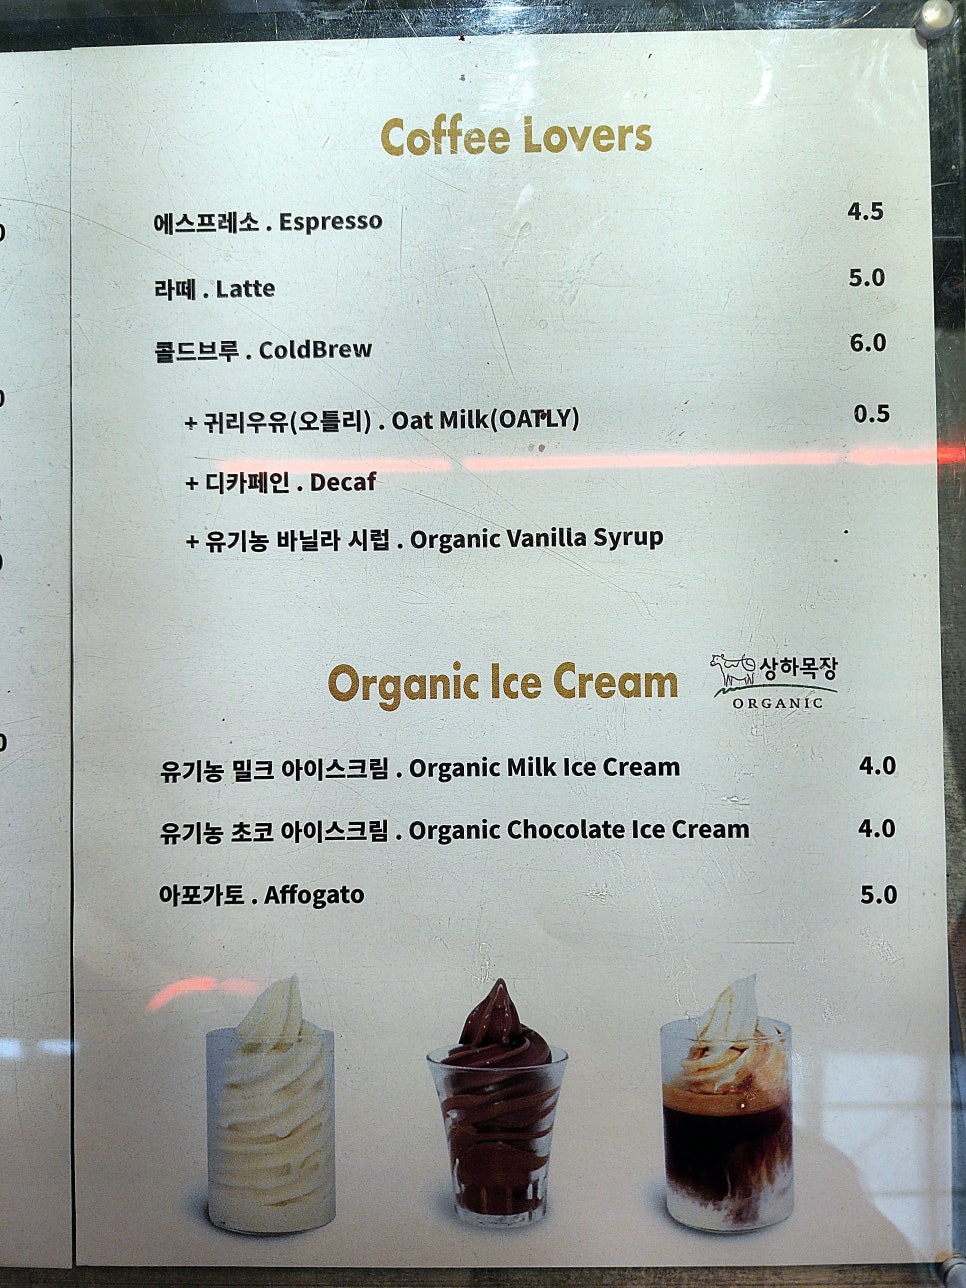 Coffee Lovers
에스프레소 . Espresso 4.5
라떼 . Latte 5.0
콜드브루 . ColdBrew 6.0
+ 귀리우유(오틀리) . Oat Milk(OATLY) 0.5
+ 디카페인 . Decaf
+ 유기농 바닐라 시럽 . Organic Vanilla Syrup
Organic Ice Cream 상하목장
ORGANIC
유기농 밀크 아이스크림 . Organic Milk Ice Cream 4.0
유기농 초코 아이스크림 . Organic Chocolate Ice Cream 4.0
아포가토 . Affogato 5.0